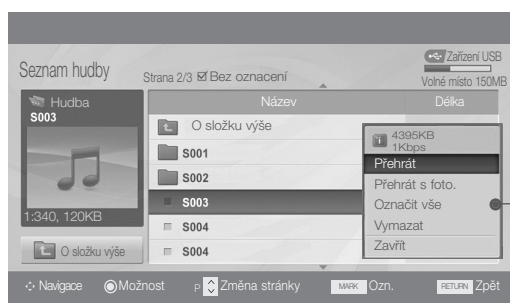 Zařízení USB
Seznam hudby
Strana 2/3 Bez oznacení
Volné místo 150MB
Hudba
S003
1:340, 120KB
O složku výše
Název
Délka
O složku výše
S001
S002
S003
S004
S004
4395KB
1Kbps
Přehrát
Přehrát s foto.
Označit vše
Vymazat
Zavřít
Navigace
Možnost
P Změna stránky
MARK Ozn.
RETURN Zpět